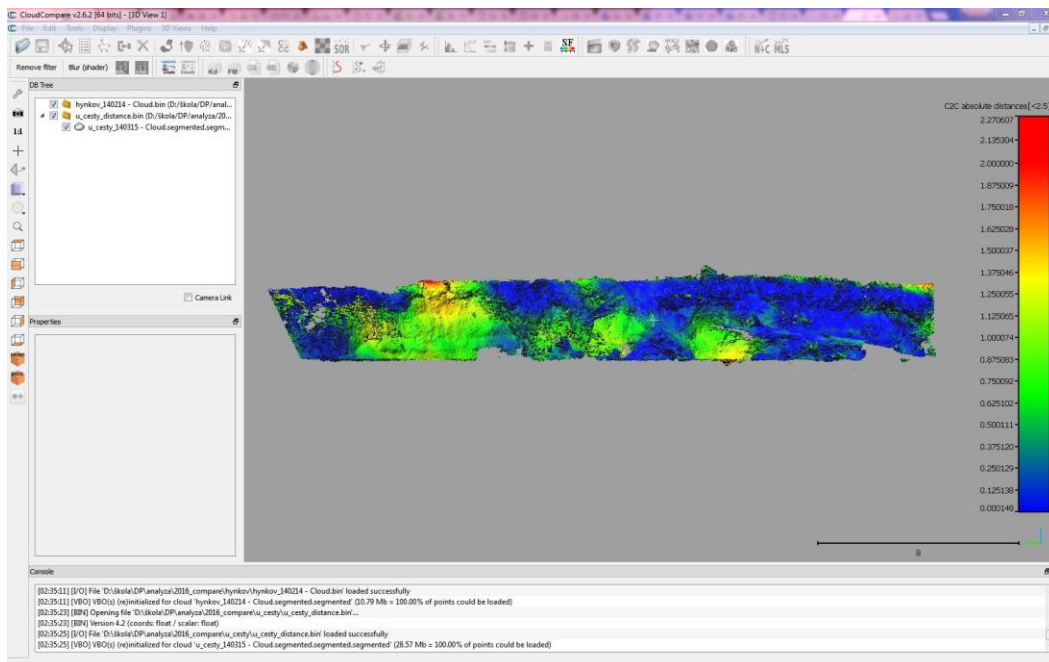 CloudCompare v2.6.2 [64 bits] - [3D View 1]
File Edit Tools Display Plugins 3D Views Help
SOR SF N+C MLS
Remove filter Blur (shader) Kd FM
DB Tree
hynkov_140214 - Cloud.bin (D:/škola/DP/anal...
u_cesty_distance.bin (D:/škola/DP/analyza/20...
u_cesty_140315 - Cloud.segmented.segm...
1:1
Camera Link
Properties
C2C absolute distances[<2.5]
2.270607
2.135304
2.000000
1.875009
1.750018
1.625028
1.500037
1.375046
1.250055
1.125065
1.000074
0.875083
0.750092
0.625102
0.500111
0.375120
0.250129
0.125138
0.000148
8
Console
[02:35:11] [I/O] File 'D:\škola\DP\analyza\2016_compare\hynkov\hynkov_140214 - Cloud.bin' loaded successfully
[02:35:11] [VBO] VBO(s) (re)initialized for cloud 'hynkov_140214 - Cloud.segmented.segmented' (10.79 Mb = 100.00% of points could be loaded)
[02:35:23] [BIN] Opening file 'D:\škola\DP\analyza\2016_compare\u_cesty\u_cesty_distance.bin'...
[02:35:23] [BIN] Version 4.2 (coords: float / scalar: float)
[02:35:25] [I/O] File 'D:\škola\DP\analyza\2016_compare\u_cesty\u_cesty_distance.bin' loaded successfully
[02:35:25] [VBO] VBO(s) (re)initialized for cloud 'u_cesty_140315 - Cloud.segmented.segmented.segmented' (28.57 Mb = 100.00% of points could be loaded)